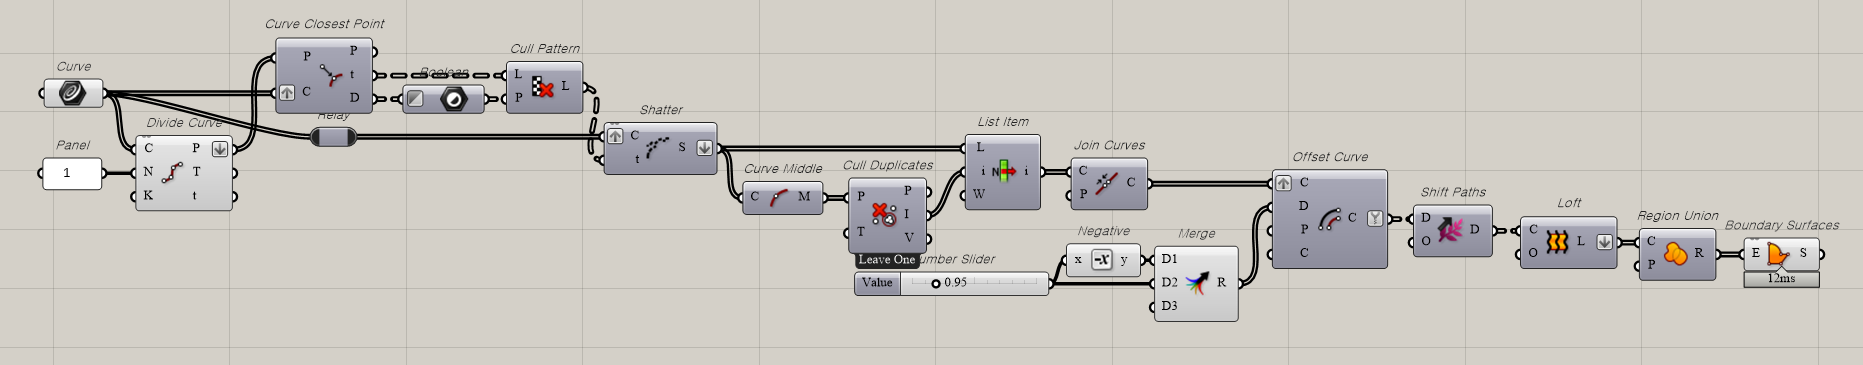 Curve
Panel
1
Divide Curve
C
N
K
P
T
t
Curve Closest Point
P
C
P
t
D
Boolean
Relay
Cull Pattern
L
P
L
Shatter
C
t
S
Curve Middle
C M
Cull Duplicates
P
T
P
I
V
Leave One
List Item
L
i
W
N
i
Join Curves
C
P
C
umber Slider
Value 0.95
Negative
x -x y
Merge
D1
D2
D3
R
Offset Curve
C
D
P
C
C
Shift Paths
D
O
D
Loft
C
O
L
Region Union
C
P
R
Boundary Surfaces
E S
12ms